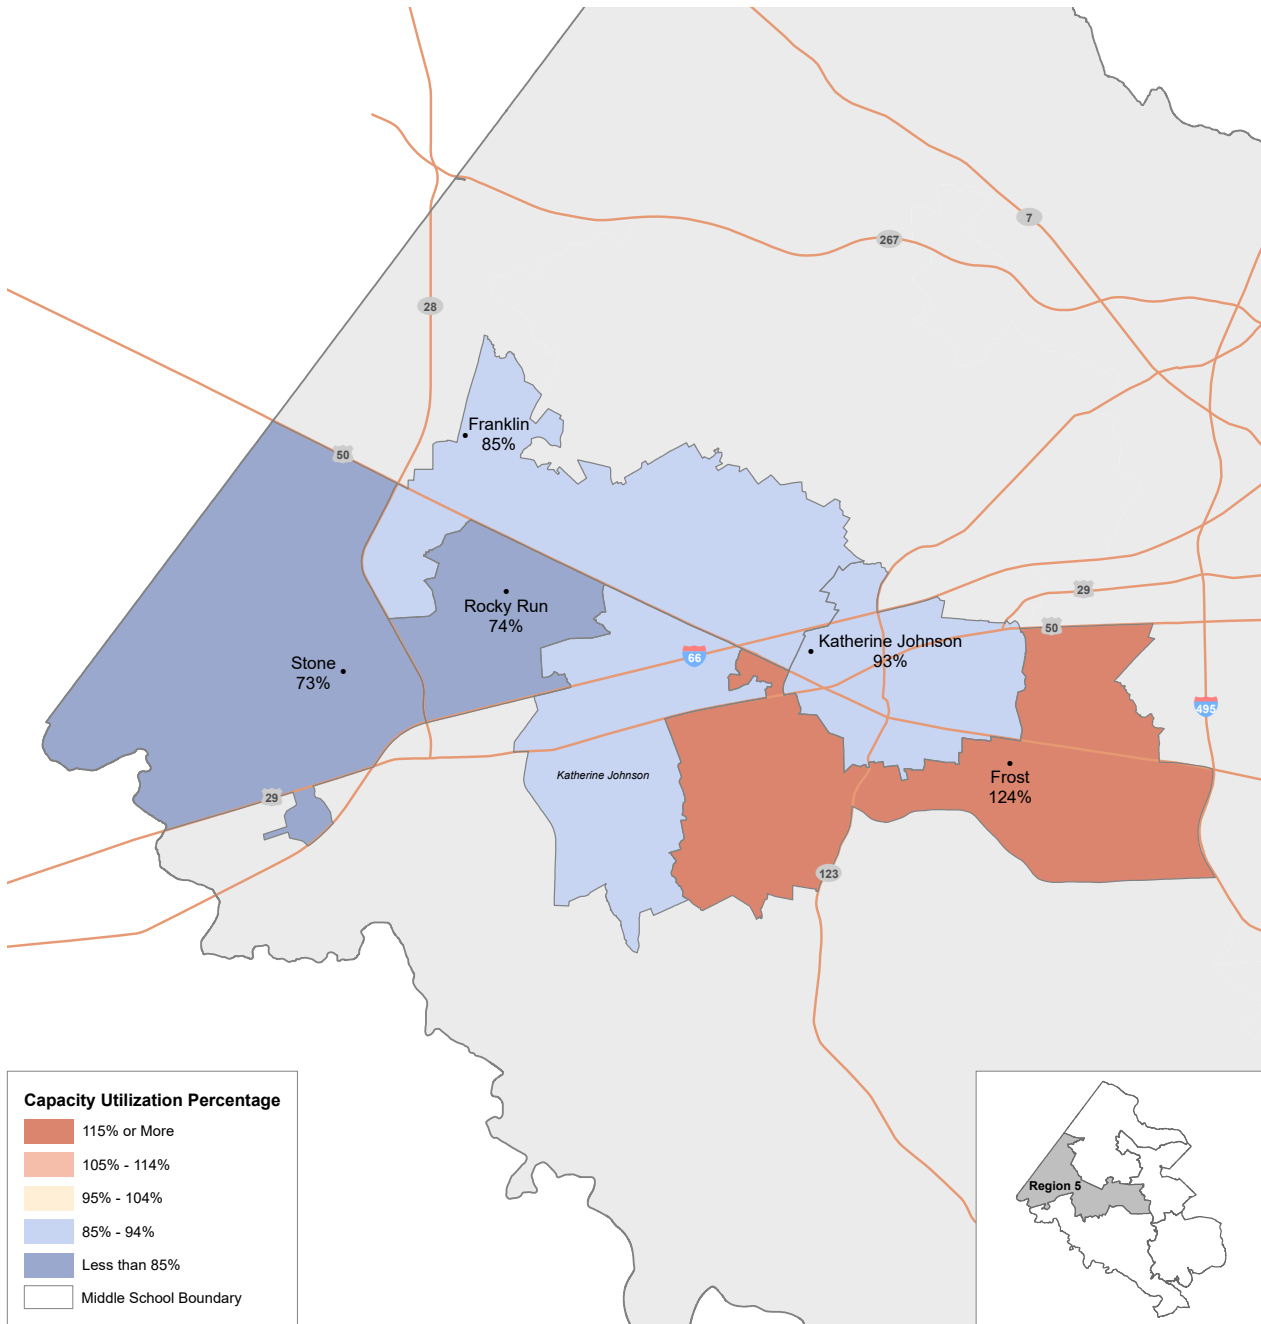 7
267
28
Franklin
85%
50
Rocky Run
74%
29
50
Katherine Johnson
93%
66
Stone
73%
495
Katherine Johnson
Frost
124%
29
123
Capacity Utilization Percentage
115% or More
105% - 114%
95% - 104%
85% - 94%
Less than 85%
Middle School Boundary
Region 5